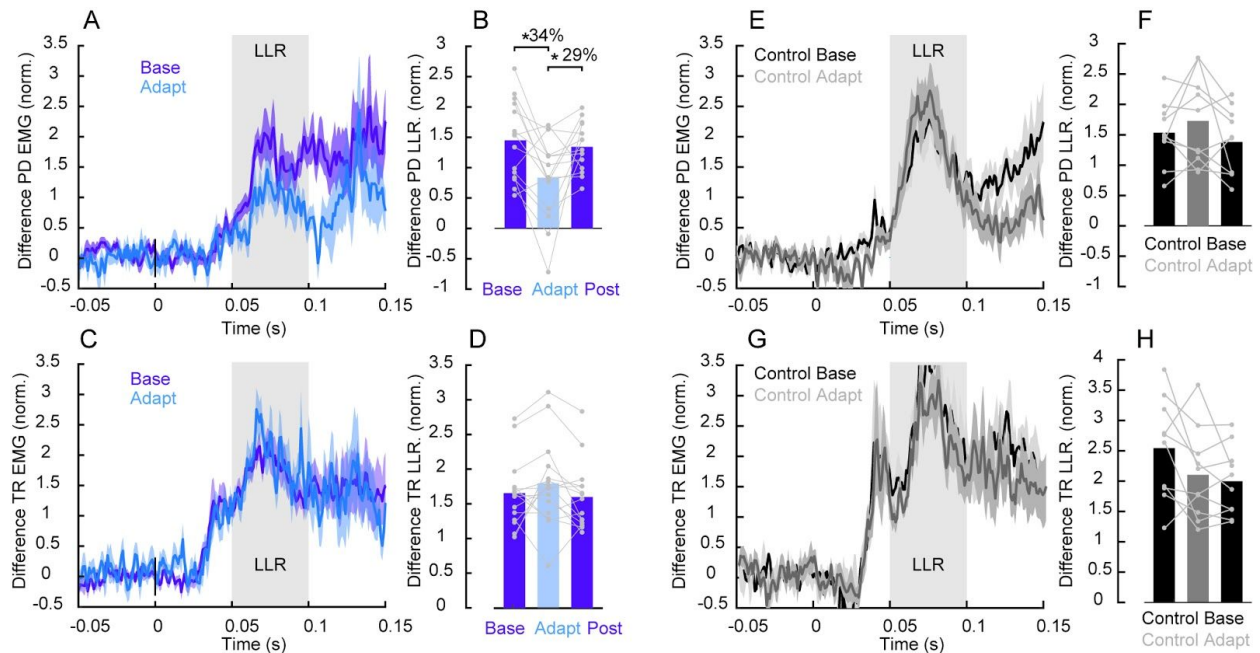 A
3.5
3
2.5
2
1.5
1
0.5
0
-0.5
Difference PD EMG (norm.)
Base
Adapt
LLR
-0.05
0
0.05
0.1
0.15
Time (s)
B
3
2.5
2
1.5
1
0.5
0
-0.5
-1
Difference PD LLR. (norm.)
*34%
* 29%
Base Adapt Post
E
3.5
3
2.5
2
1.5
1
0.5
0
-0.5
Difference PD EMG (norm.)
Control Base
Control Adapt
LLR
-0.05
0
0.05
0.1
0.15
Time (s)
F
3
2.5
2
1.5
1
0.5
0
-0.5
-1
Difference PD LLR. (norm.)
Control Base
Control Adapt
C
3.5
3
2.5
2
1.5
1
0.5
0
-0.5
Difference TR EMG (norm.)
Base
Adapt
LLR
-0.05
0
0.05
0.1
0.15
Time (s)
D
3.5
3
2.5
2
1.5
1
0.5
0
Difference TR LLR. (norm.)
Base Adapt Post
G
3.5
3
2.5
2
1.5
1
0.5
0
-0.5
Difference TR EMG (norm.)
Control Base
Control Adapt
LLR
-0.05
0
0.05
0.1
0.15
Time (s)
H
4
3.5
3
2.5
2
1.5
1
0.5
0
Difference TR LLR. (norm.)
Control Base
Control Adapt